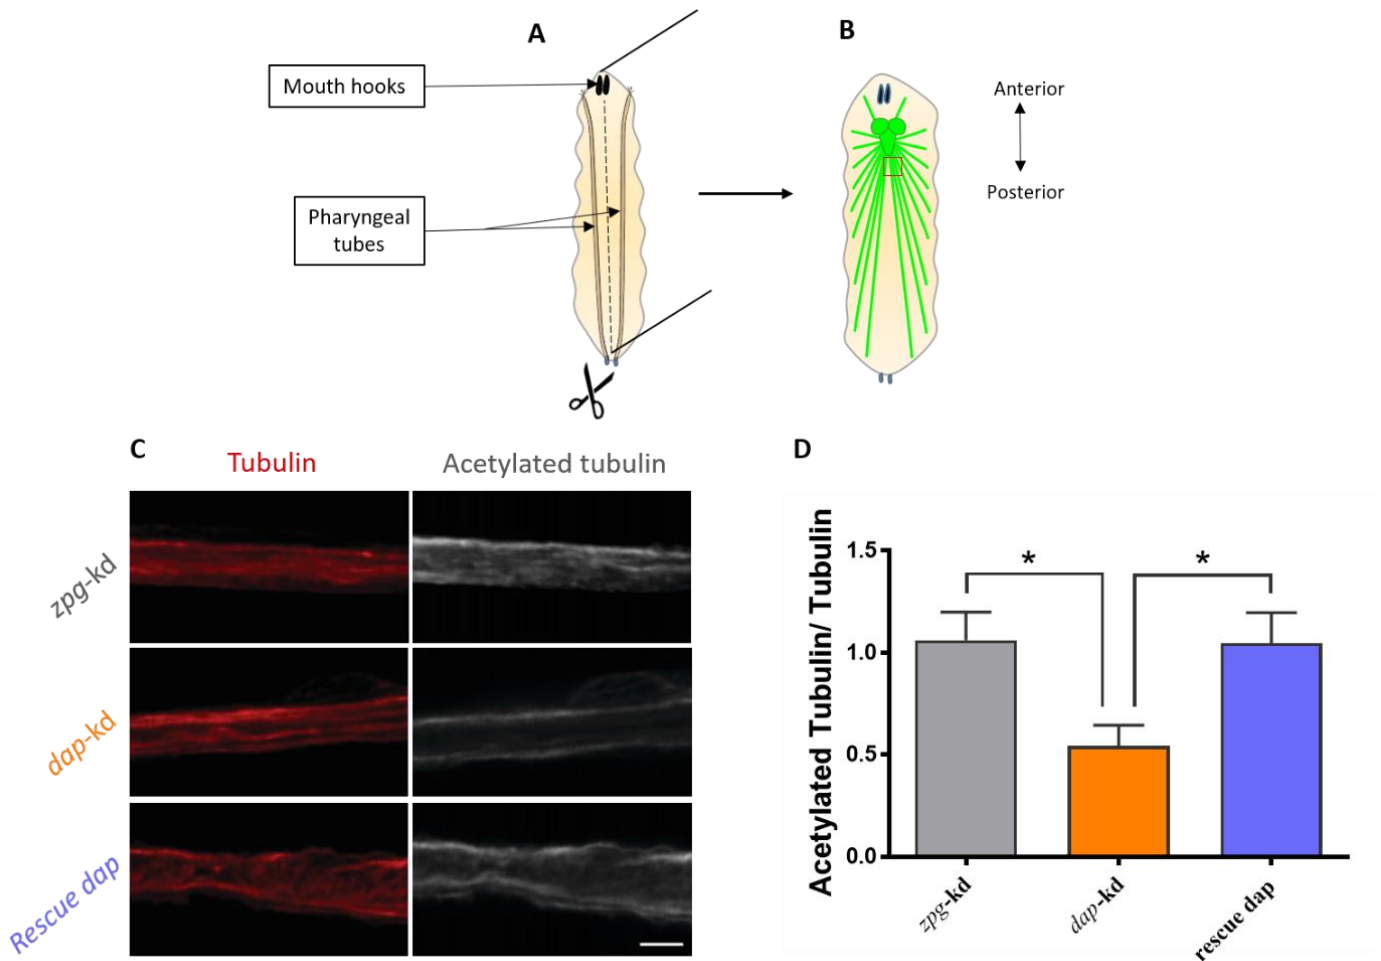 A
B
Mouth hooks
Anterior
Posterior
Pharyngeal
tubes
C
Tubulin
Acetylated tubulin
zpg-kd
dap-kd
Rescue dap
D
Acetylated Tubulin/ Tubulin
1.5
*
*
1.0
0.5
0.0
zpg-kd
dap-kd
rescue dap